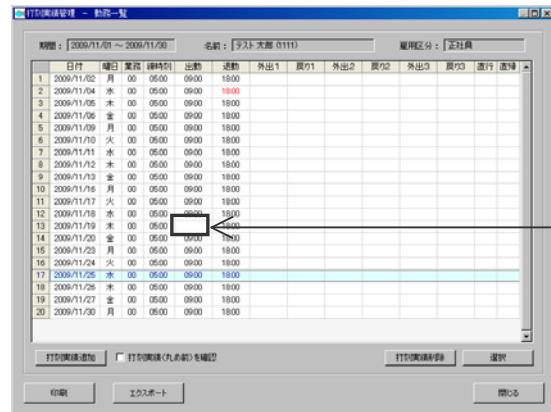 打刻実績管理 － 勤務一覧
期間： 2009/11/01 ～ 2009/11/30 名前： テスト 太郎 (1111) 雇用区分： 正社員
日付 曜日 業務 締時刻 出勤 退勤 外出1 戻り1 外出2 戻り2 外出3 戻り3 直行 直帰
1 2009/11/02 月 00 05:00 09:00 18:00
2 2009/11/04 水 00 05:00 09:00 18:00
3 2009/11/05 木 00 05:00 09:00 18:00
4 2009/11/06 金 00 05:00 09:00 18:00
5 2009/11/09 月 00 05:00 09:00 18:00
6 2009/11/10 火 00 05:00 09:00 18:00
7 2009/11/11 水 00 05:00 09:00 18:00
8 2009/11/12 木 00 05:00 09:00 18:00
9 2009/11/13 金 00 05:00 09:00 18:00
10 2009/11/16 月 00 05:00 09:00 18:00
11 2009/11/17 火 00 05:00 09:00 18:00
12 2009/11/18 水 00 05:00 09:00 18:00
13 2009/11/19 木 00 05:00 18:00
14 2009/11/20 金 00 05:00 09:00 18:00
15 2009/11/23 月 00 05:00 09:00 18:00
16 2009/11/24 火 00 05:00 09:00 18:00
17 2009/11/25 水 00 05:00 09:00 18:00
18 2009/11/26 木 00 05:00 09:00 18:00
19 2009/11/27 金 00 05:00 09:00 18:00
20 2009/11/30 月 00 05:00 09:00 18:00
打刻実績追加 打刻実績(丸め前)を確認 打刻実績削除 選択
印刷 エクスポート 閉じる